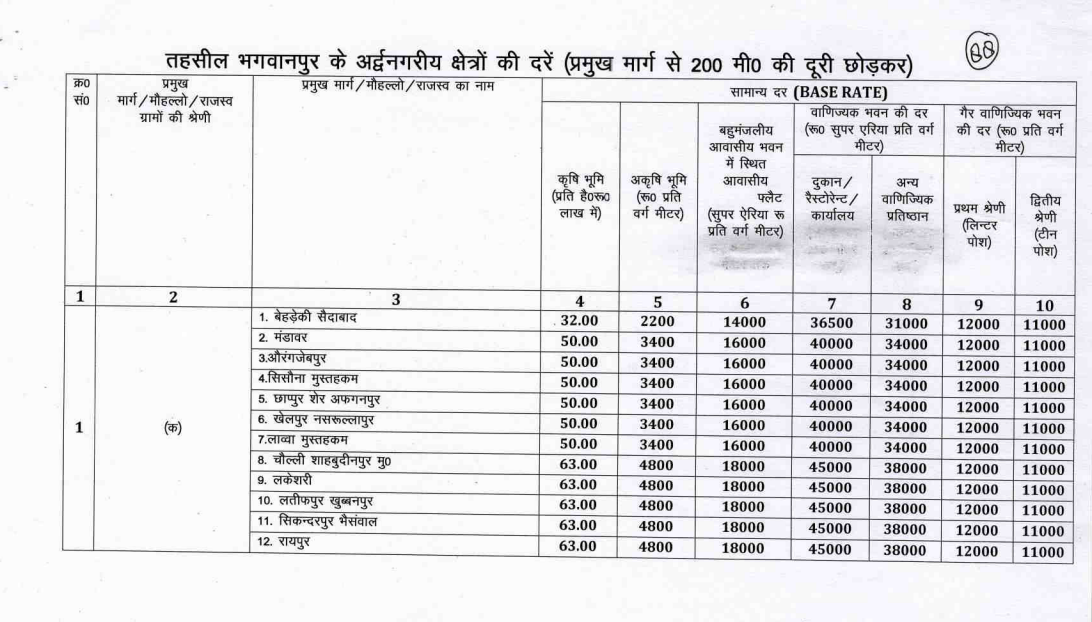 88
तहसील भगवानपुर के अर्द्वनगरीय क्षेत्रों की दरें (प्रमुख मार्ग से 200 मी0 की दूरी छोड़कर)
क्र0 सं0 | प्रमुख मार्ग/मौहल्लो/राजस्व ग्रामों की श्रेणी | प्रमुख मार्ग/मौहल्लो/राजस्व का नाम | सामान्य दर (BASE RATE)
कृषि भूमि (प्रति है0रू0 लाख में) | अकृषि भूमि (रू0 प्रति वर्ग मीटर) | बहुमंजलीय आवासीय भवन में स्थित आवासीय फ्लैट (सुपर ऐरिया रू प्रति वर्ग मीटर) | वाणिज्यिक भवन की दर (रू0 सुपर एरिया प्रति वर्ग मीटर) | गैर वाणिज्यिक भवन की दर (रू0 प्रति वर्ग मीटर)
दुकान/रैस्टोरेन्ट/कार्यालय | अन्य वाणिज्यिक प्रतिष्ठान | प्रथम श्रेणी (लिन्टर पोश) | द्वितीय श्रेणी (टीन पोश)
1 | 2 | 3 | 4 | 5 | 6 | 7 | 8 | 9 | 10
1. बेहड़ेकी सैदाबाद | 32.00 | 2200 | 14000 | 36500 | 31000 | 12000 | 11000
2. मंडावर | 50.00 | 3400 | 16000 | 40000 | 34000 | 12000 | 11000
3.औरंगजेबपुर | 50.00 | 3400 | 16000 | 40000 | 34000 | 12000 | 11000
4.सिसौना मुस्तहकम | 50.00 | 3400 | 16000 | 40000 | 34000 | 12000 | 11000
5. छाप्पुर शेर अफगनपुर | 50.00 | 3400 | 16000 | 40000 | 34000 | 12000 | 11000
1 | (क) | 6. खेलपुर नसरूल्लापुर | 50.00 | 3400 | 16000 | 40000 | 34000 | 12000 | 11000
7.लाव्वा मुस्तहकम | 50.00 | 3400 | 16000 | 40000 | 34000 | 12000 | 11000
8. चौल्ली शाहबुदीनपुर मु0 | 63.00 | 4800 | 18000 | 45000 | 38000 | 12000 | 11000
9. लकेशरी | 63.00 | 4800 | 18000 | 45000 | 38000 | 12000 | 11000
10. लतीफपुर खुब्बनपुर | 63.00 | 4800 | 18000 | 45000 | 38000 | 12000 | 11000
11. सिकन्दरपुर भैसंवाल | 63.00 | 4800 | 18000 | 45000 | 38000 | 12000 | 11000
12. रायपुर | 63.00 | 4800 | 18000 | 45000 | 38000 | 12000 | 11000